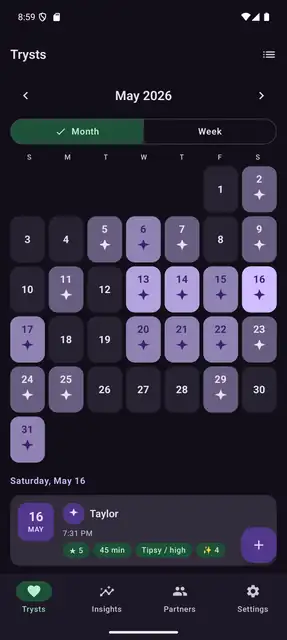 8:59
Trysts
May 2026
Month Week
S M T W T F S
1 2
3 4 5 6 7 8 9
10 11 12 13 14 15 16
17 18 19 20 21 22 23
24 25 26 27 28 29 30
31
Saturday, May 16
16 Taylor
MAY
7:31 PM
★ 5 45 min Tipsy / high ✨ 4
+
Trysts Insights Partners Settings